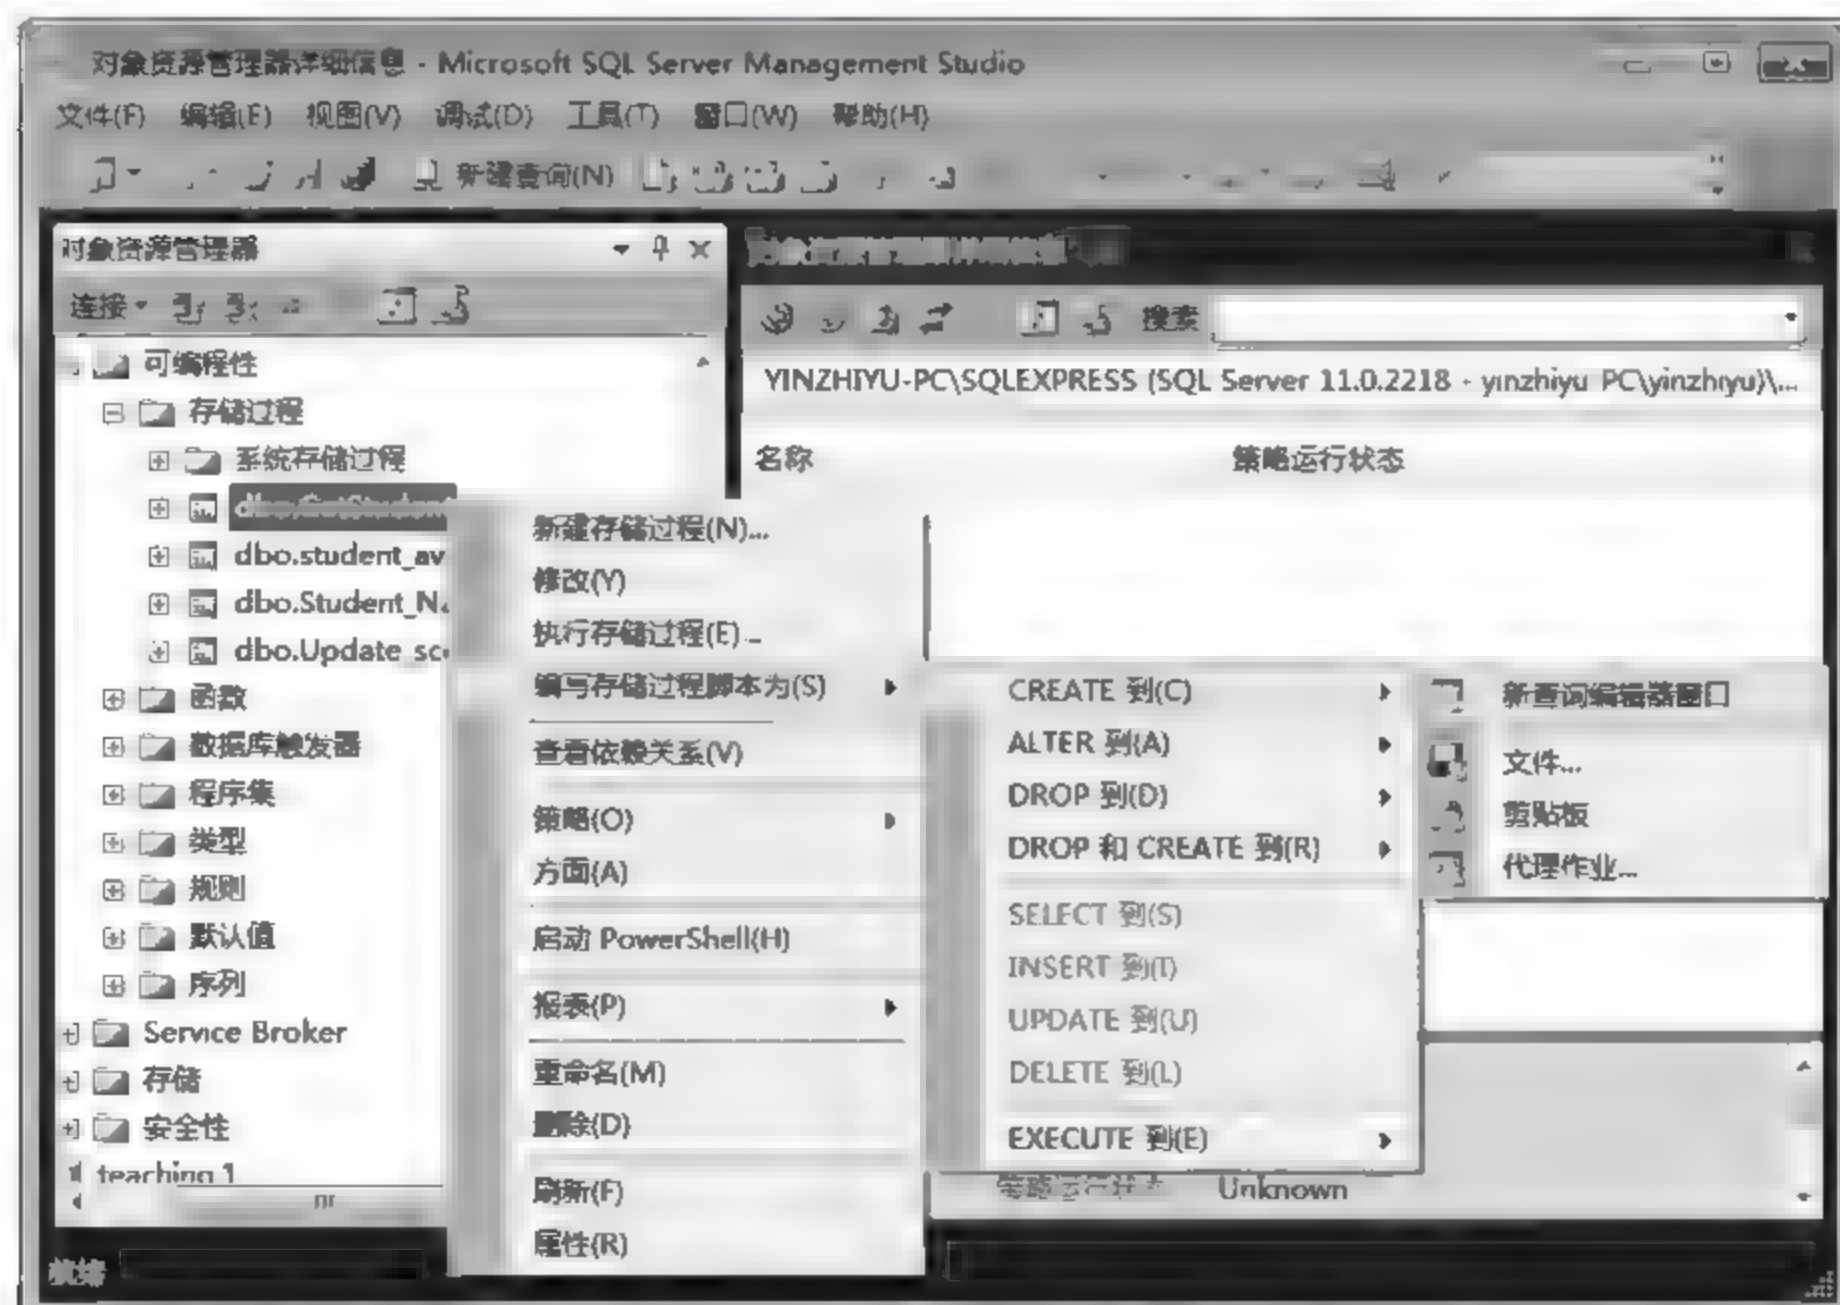 对象资源管理器详细信息 - Microsoft SQL Server Management Studio
文件(F) 编辑(E) 视图(V) 调试(D) 工具(T) 窗口(W) 帮助(H)
新建查询(N)
对象资源管理器
连接
可编程性
存储过程
系统存储过程
dbo.student_av
dbo.Student_Na
dbo.Update_sco
函数
数据库触发器
程序集
类型
规则
默认值
序列
Service Broker
存储
安全性
teaching1
就绪
搜索
YINZHIYU-PC\SQLEXPRESS (SQL Server 11.0.2218 - yinzhiyu-PC\yinzhiyu)\...
名称 策略运行状态
新建存储过程(N)...
修改(Y)
执行存储过程(E)...
编写存储过程脚本为(S)
查看依赖关系(V)
策略(O)
方面(A)
启动 PowerShell(H)
报表(P)
重命名(M)
删除(D)
刷新(F)
属性(R)
CREATE 到(C)
ALTER 到(A)
DROP 到(D)
DROP 和 CREATE 到(R)
SELECT 到(S)
INSERT 到(I)
UPDATE 到(U)
DELETE 到(L)
EXECUTE 到(E)
新查询编辑器窗口
文件...
剪贴板
代理作业...
策略运行状态 Unknown